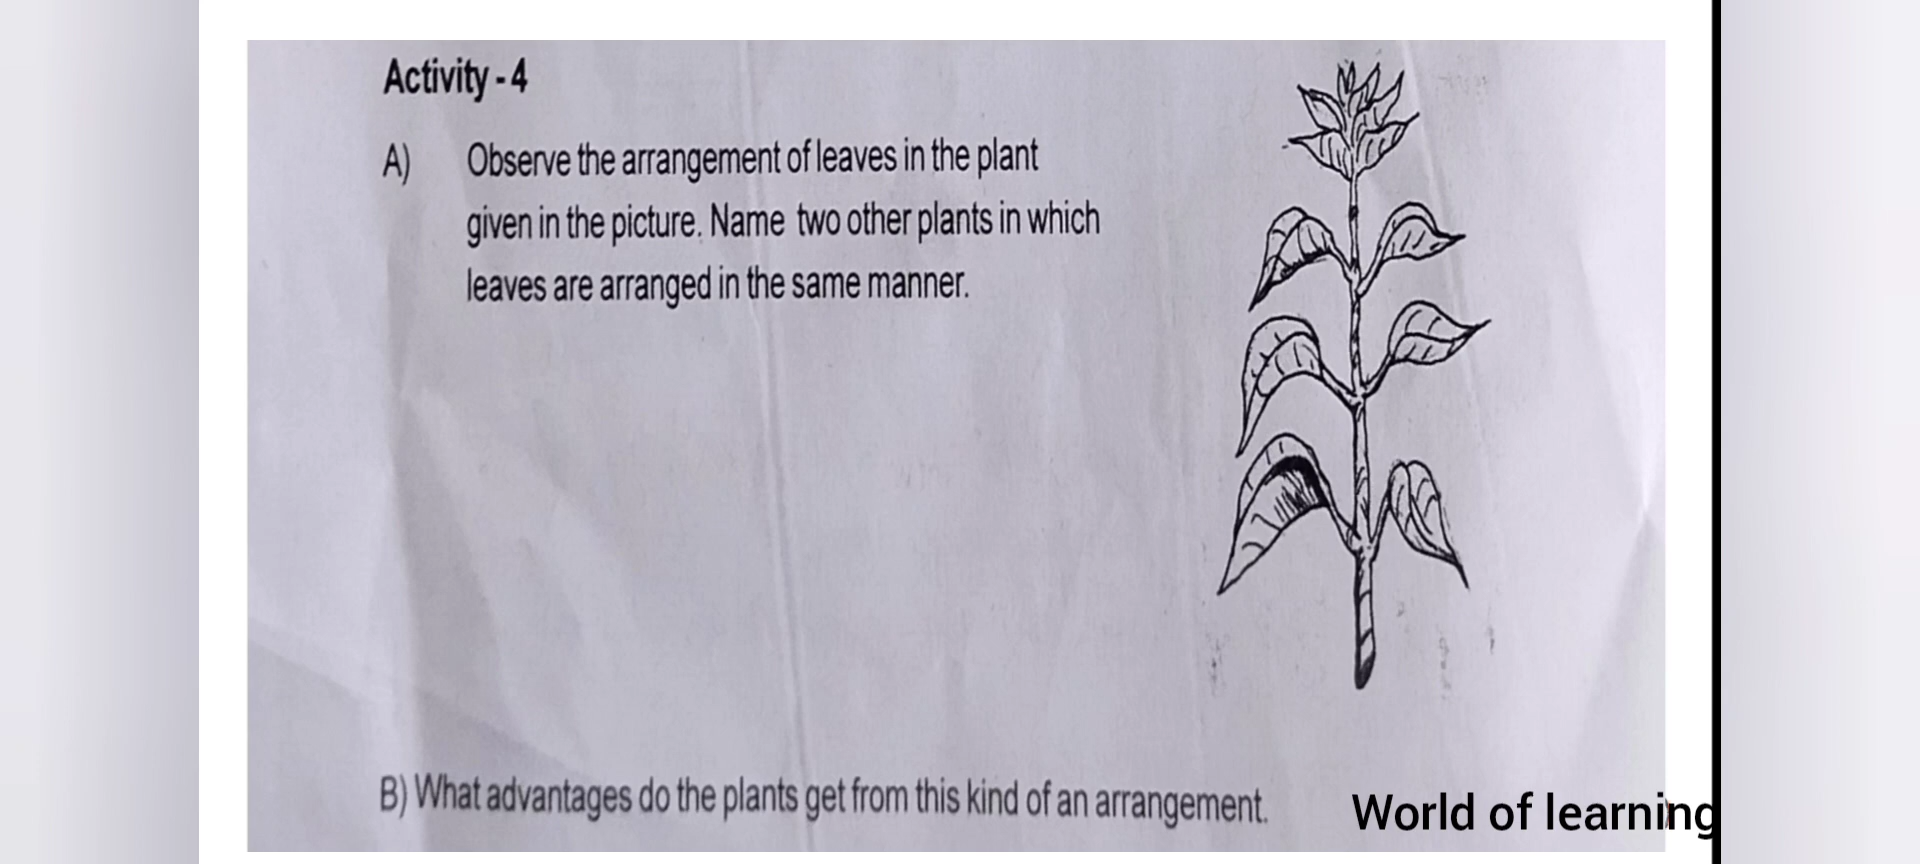 Activity - 4
A) Observe the arrangement of leaves in the plant
given in the picture. Name two other plants in which
leaves are arranged in the same manner.
B) What advantages do the plants get from this kind of an arrangement.
World of learning